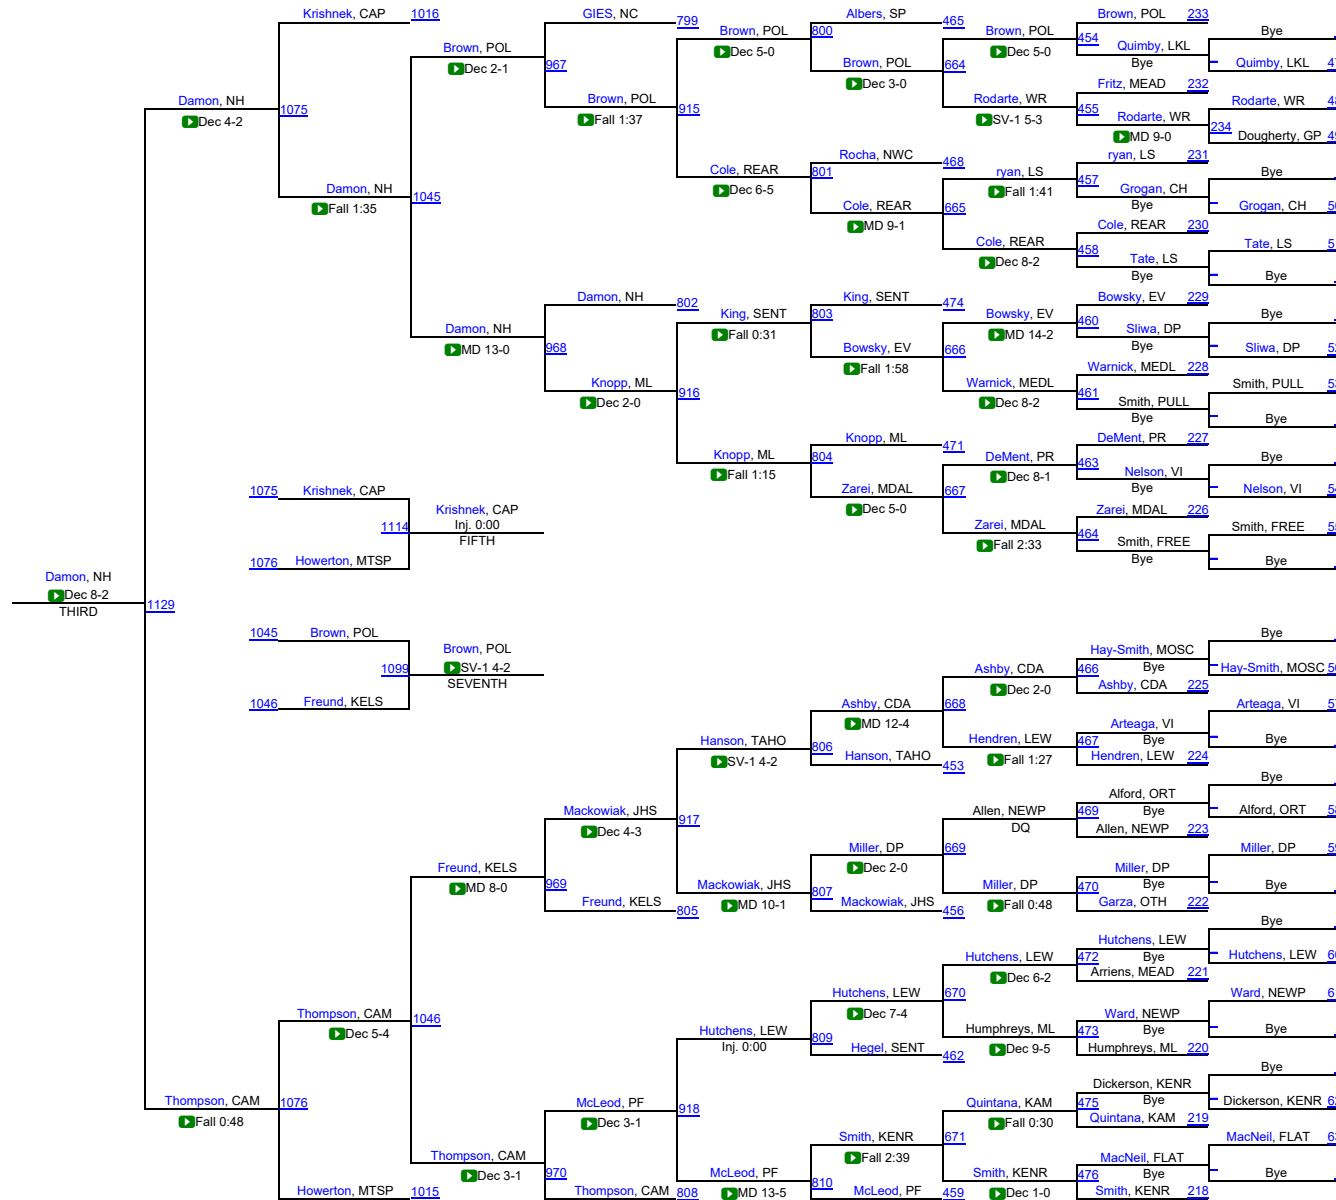 Krishnek, CAP 1016
GIES, NC 799
Albers, SP 465
Brown, POL 233
Bye
Brown, POL 800
Brown, POL 454
Dec 5-0
Dec 5-0
Quimby, LKL
Bye
Quimby, LKL
Brown, POL
Dec 2-1
967
Brown, POL 664
Dec 3-0
Fritz, MEAD 232
Damon, NH
Dec 4-2
1075
Brown, POL
Fall 1:37
915
Rodarte, WR
SV-1 5-3
455
Rodarte, WR
MD 9-0
Rodarte, WR
234
Dougherty, GP
Rocha, NWC 468
ryan, LS 231
Bye
Cole, REAR 801
Dec 6-5
ryan, LS 457
Fall 1:41
Grogan, CH
Bye
Grogan, CH
Damon, NH
Fall 1:35
1045
Cole, REAR 665
MD 9-1
Cole, REAR 230
Cole, REAR 458
Dec 8-2
Tate, LS
Bye
Tate, LS
Bye
Damon, NH 802
King, SENT 474
Bowsky, EV 229
Bye
King, SENT 803
Fall 0:31
Bowsky, EV 460
MD 14-2
Sliwa, DP
Bye
Sliwa, DP
Damon, NH
MD 13-0
968
Bowsky, EV 666
Fall 1:58
Warnick, MEDL 228
Knopp, ML
Dec 2-0
916
Warnick, MEDL 461
Dec 8-2
Smith, PULL
Bye
Smith, PULL
Bye
Knopp, ML 471
DeMent, PR 227
Bye
Knopp, ML 804
Fall 1:15
DeMent, PR 463
Dec 8-1
Nelson, VI
Bye
Nelson, VI
1075 Krishnek, CAP
Zarei, MDAL 667
Dec 5-0
Zarei, MDAL 226
1114
Krishnek, CAP
Inj. 0:00
FIFTH
Zarei, MDAL 464
Fall 2:33
Smith, FREE
Bye
Smith, FREE
Bye
1076 Howerton, MTSP
Damon, NH
Dec 8-2
THIRD
1129
1045 Brown, POL
Bye
1099
Brown, POL
SV-1 4-2
SEVENTH
Ashby, CDA 466
Dec 2-0
Hay-Smith, MOSC
Bye
Hay-Smith, MOSC
Ashby, CDA 225
1046 Freund, KELS
Ashby, CDA 668
MD 12-4
Arteaga, VI
Hanson, TAHO 806
SV-1 4-2
Hendren, LEW 467
Fall 1:27
Arteaga, VI
Bye
Bye
Hanson, TAHO 453
Hendren, LEW 224
Bye
Mackowiak, JHS
Dec 4-3
917
Allen, NEWP
DQ
469
Alford, ORT
Bye
Alford, ORT
Allen, NEWP 223
Freund, KELS
MD 8-0
969
Miller, DP 669
Dec 2-0
Miller, DP
Mackowiak, JHS 807
MD 10-1
Miller, DP 470
Fall 0:48
Miller, DP
Bye
Bye
Freund, KELS 805
Mackowiak, JHS 456
Garza, OTH 222
Bye
Hutchens, LEW 472
Dec 6-2
Hutchens, LEW
Bye
Hutchens, LEW
Arriens, MEAD 221
Thompson, CAM
Dec 5-4
1046
Hutchens, LEW 670
Dec 7-4
Ward, NEWP
Hutchens, LEW
Inj. 0:00
809
Humphreys, ML
Dec 9-5
473
Ward, NEWP
Bye
Bye
Hegel, SENT 462
Humphreys, ML 220
Bye
Thompson, CAM
Fall 0:48
1076
McLeod, PF
Dec 3-1
918
Quintana, KAM
Fall 0:30
475
Dickerson, KENR
Bye
Dickerson, KENR
Quintana, KAM 219
Smith, KENR 671
Fall 2:39
MacNeil, FLAT
Thompson, CAM
Dec 3-1
970
McLeod, PF
MD 13-5
810
Smith, KENR
Dec 1-0
476
MacNeil, FLAT
Bye
Bye
Howerton, MTSP 1015
Thompson, CAM 808
McLeod, PF 459
Smith, KENR 218